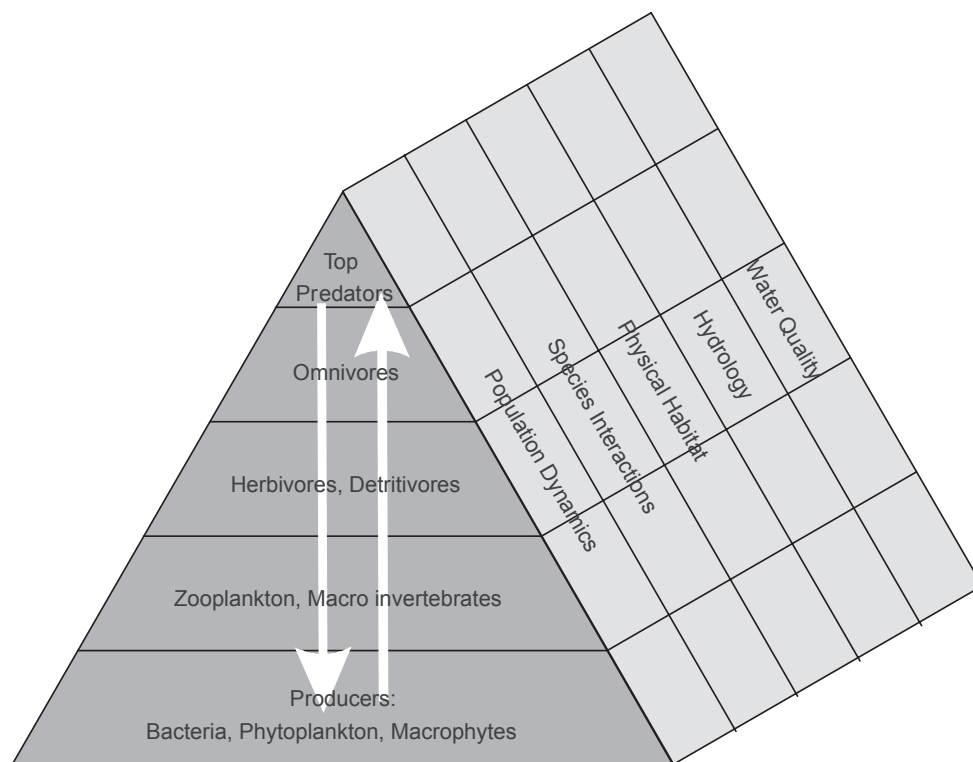 Top
Predators
Omnivores
Herbivores, Detritivores
Zooplankton, Macro invertebrates
Producers:
Bacteria, Phytoplankton, Macrophytes
Population Dynamics
Species Interactions
Physical Habitat
Hydrology
Water Quality